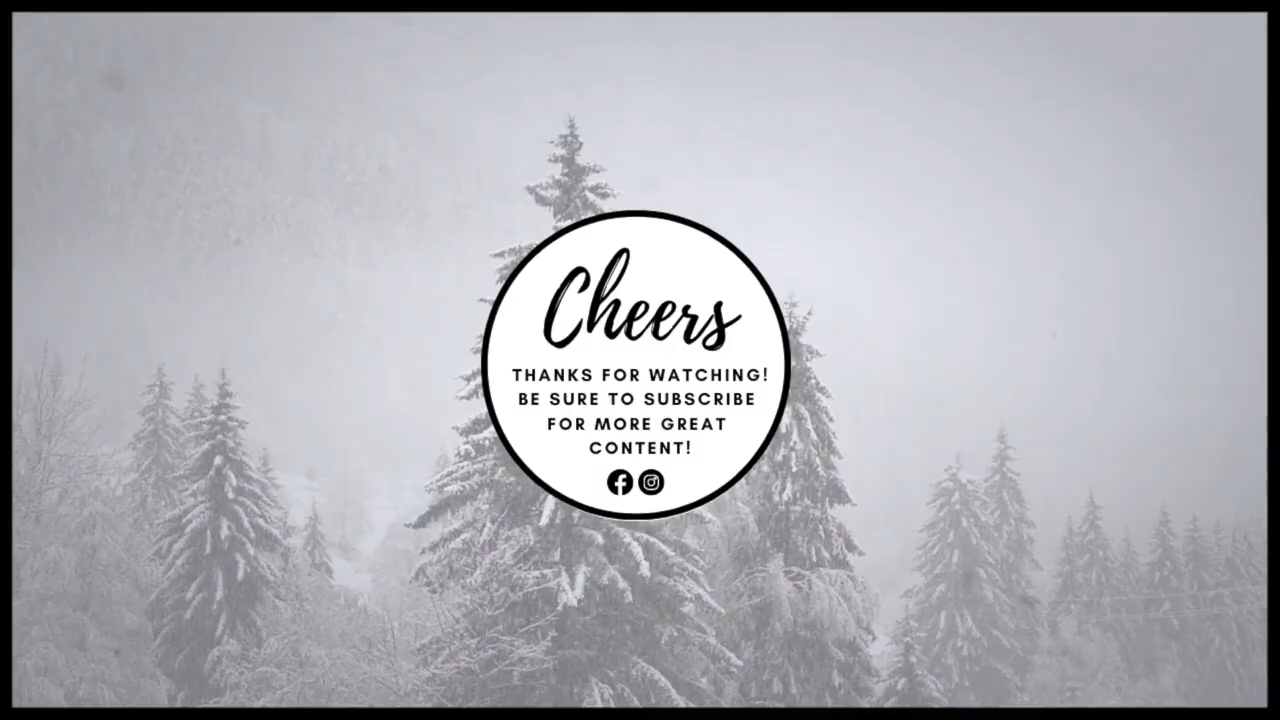 Cheers
THANKS FOR WATCHING!
BE SURE TO SUBSCRIBE
FOR MORE GREAT
CONTENT!